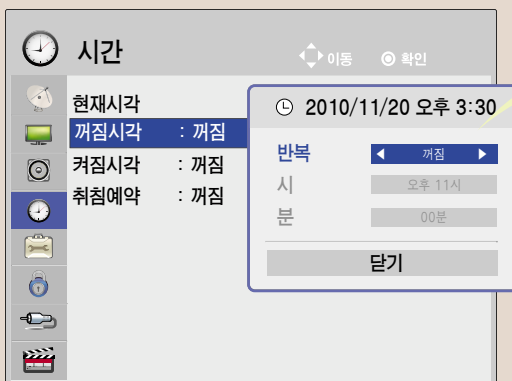 시간
이동 확인
현재시각
꺼짐시각 : 꺼짐
켜짐시각 : 꺼짐
취침예약 : 꺼짐
2010/11/20 오후 3:30
반복 꺼짐
시 오후 11시
분 00분
닫기